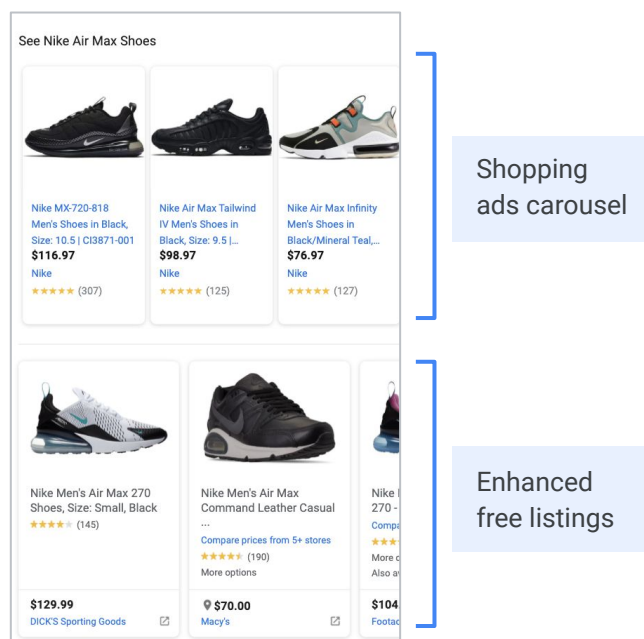 See Nike Air Max Shoes
Nike MX-720-818
Men's Shoes in Black,
Size: 10.5 | CI3871-001
$116.97
Nike
(307)
Nike Air Max Tailwind
IV Men's Shoes in
Black, Size: 9.5 |...
$98.97
Nike
(125)
Nike Air Max Infinity
Men's Shoes in
Black/Mineral Teal,...
$76.97
Nike
(127)
Shopping
ads carousel
Nike Men's Air Max 270
Shoes, Size: Small, Black
(145)
$129.99
DICK'S Sporting Goods
Nike Men's Air Max
Command Leather Casual
...
Compare prices from 5+ stores
(190)
More options
$70.00
Macy's
Nike
270 -
More
Also
$104
Enhanced
free listings